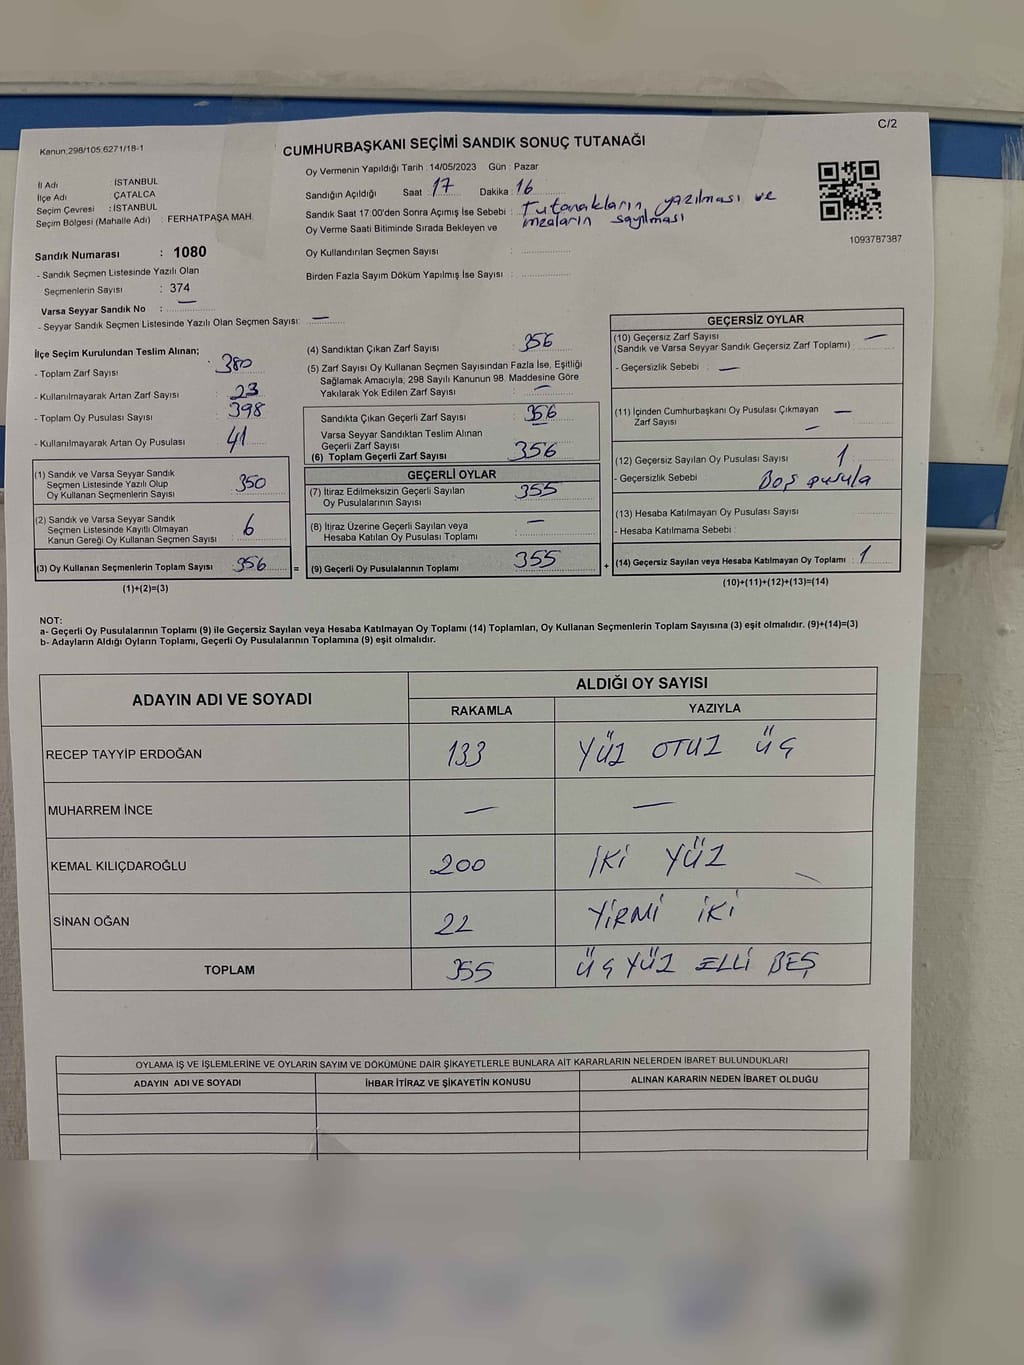 C/2
Kanun:298/105,6271/18-1
CUMHURBAŞKANI SEÇİMİ SANDIK SONUÇ TUTANAĞI
Oy Vermenin Yapıldığı Tarih : 14/05/2023 Gün : Pazar
İl Adı : İSTANBUL
İlçe Adı : ÇATALCA
Seçim Çevresi : İSTANBUL
Seçim Bölgesi (Mahalle Adı) : FERHATPAŞA MAH.
Sandığın Açıldığı Saat : 17 Dakika : 16
Sandık Saat 17:00'den Sonra Açımış İse Sebebi : Tutanakların yazılması ve
imzaların sayılması
Oy Verme Saati Bitiminde Sırada Bekleyen ve
Oy Kullandırılan Seçmen Sayısı :
Birden Fazla Sayım Döküm Yapılmış İse Sayısı :
1093787387
Sandık Numarası : 1080
- Sandık Seçmen Listesinde Yazılı Olan
Seçmenlerin Sayısı : 374
Varsa Seyyar Sandık No : —
- Seyyar Sandık Seçmen Listesinde Yazılı Olan Seçmen Sayısı: —
İlçe Seçim Kurulundan Teslim Alınan;
- Toplam Zarf Sayısı : 380
- Kullanılmayarak Artan Zarf Sayısı : 23
- Toplam Oy Pusulası Sayısı : 398
- Kullanılmayarak Artan Oy Pusulası : 41
(1) Sandık ve Varsa Seyyar Sandık
Seçmen Listesinde Yazılı Olup
Oy Kullanan Seçmenlerin Sayısı : 350
(2) Sandık ve Varsa Seyyar Sandık
Seçmen Listesinde Kayıtlı Olmayan
Kanun Gereği Oy Kullanan Seçmen Sayısı : 6
(3) Oy Kullanan Seçmenlerin Toplam Sayısı : 356 =
(1)+(2)=(3)
(4) Sandıktan Çıkan Zarf Sayısı : 356
(5) Zarf Sayısı Oy Kullanan Seçmen Sayısından Fazla İse, Eşitliği
Sağlamak Amacıyla, 298 Sayılı Kanunun 98. Maddesine Göre
Yakılarak Yok Edilen Zarf Sayısı : —
Sandıkta Çıkan Geçerli Zarf Sayısı : 356
Varsa Seyyar Sandıktan Teslim Alınan
Geçerli Zarf Sayısı : —
(6) Toplam Geçerli Zarf Sayısı : 356
GEÇERLİ OYLAR
(7) İtiraz Edilmeksizin Geçerli Sayılan
Oy Pusulalarının Sayısı : 355
(8) İtiraz Üzerine Geçerli Sayılan veya
Hesaba Katılan Oy Pusulası Toplamı : —
(9) Geçerli Oy Pusulalarının Toplamı : 355 +
GEÇERSİZ OYLAR
(10) Geçersiz Zarf Sayısı —
(Sandık ve Varsa Seyyar Sandık Geçersiz Zarf Toplamı) :
- Geçersizlik Sebebi : —
(11) İçinden Cumhurbaşkanı Oy Pusulası Çıkmayan —
Zarf Sayısı —
(12) Geçersiz Sayılan Oy Pusulası Sayısı : 1
- Geçersizlik Sebebi : Boş pusula
(13) Hesaba Katılmayan Oy Pusulası Sayısı :
- Hesaba Katılmama Sebebi :
(14) Geçersiz Sayılan veya Hesaba Katılmayan Oy Toplamı : 1
(10)+(11)+(12)+(13)=(14)
NOT:
a- Geçerli Oy Pusulalarının Toplamı (9) ile Geçersiz Sayılan veya Hesaba Katılmayan Oy Toplamı (14) Toplamları, Oy Kullanan Seçmenlerin Toplam Sayısına (3) eşit olmalıdır. (9)+(14)=(3)
b- Adayların Aldığı Oyların Toplamı, Geçerli Oy Pusulalarının Toplamına (9) eşit olmalıdır.
ADAYIN ADI VE SOYADI ALDIĞI OY SAYISI
RAKAMLA YAZIYLA
RECEP TAYYİP ERDOĞAN 133 YÜZ OTUZ ÜÇ
MUHARREM İNCE — —
KEMAL KILIÇDAROĞLU 200 İKİ YÜZ
SİNAN OĞAN 22 YİRMİ İKİ
TOPLAM 355 ÜÇ YÜZ ELLİ BEŞ
OYLAMA İŞ VE İŞLEMLERİNE VE OYLARIN SAYIM VE DÖKÜMÜNE DAİR ŞİKAYETLERLE BUNLARA AİT KARARLARIN NELERDEN İBARET BULUNDUKLARI
ADAYIN ADI VE SOYADI İHBAR İTİRAZ VE ŞİKAYETİN KONUSU ALINAN KARARIN NEDEN İBARET OLDUĞU